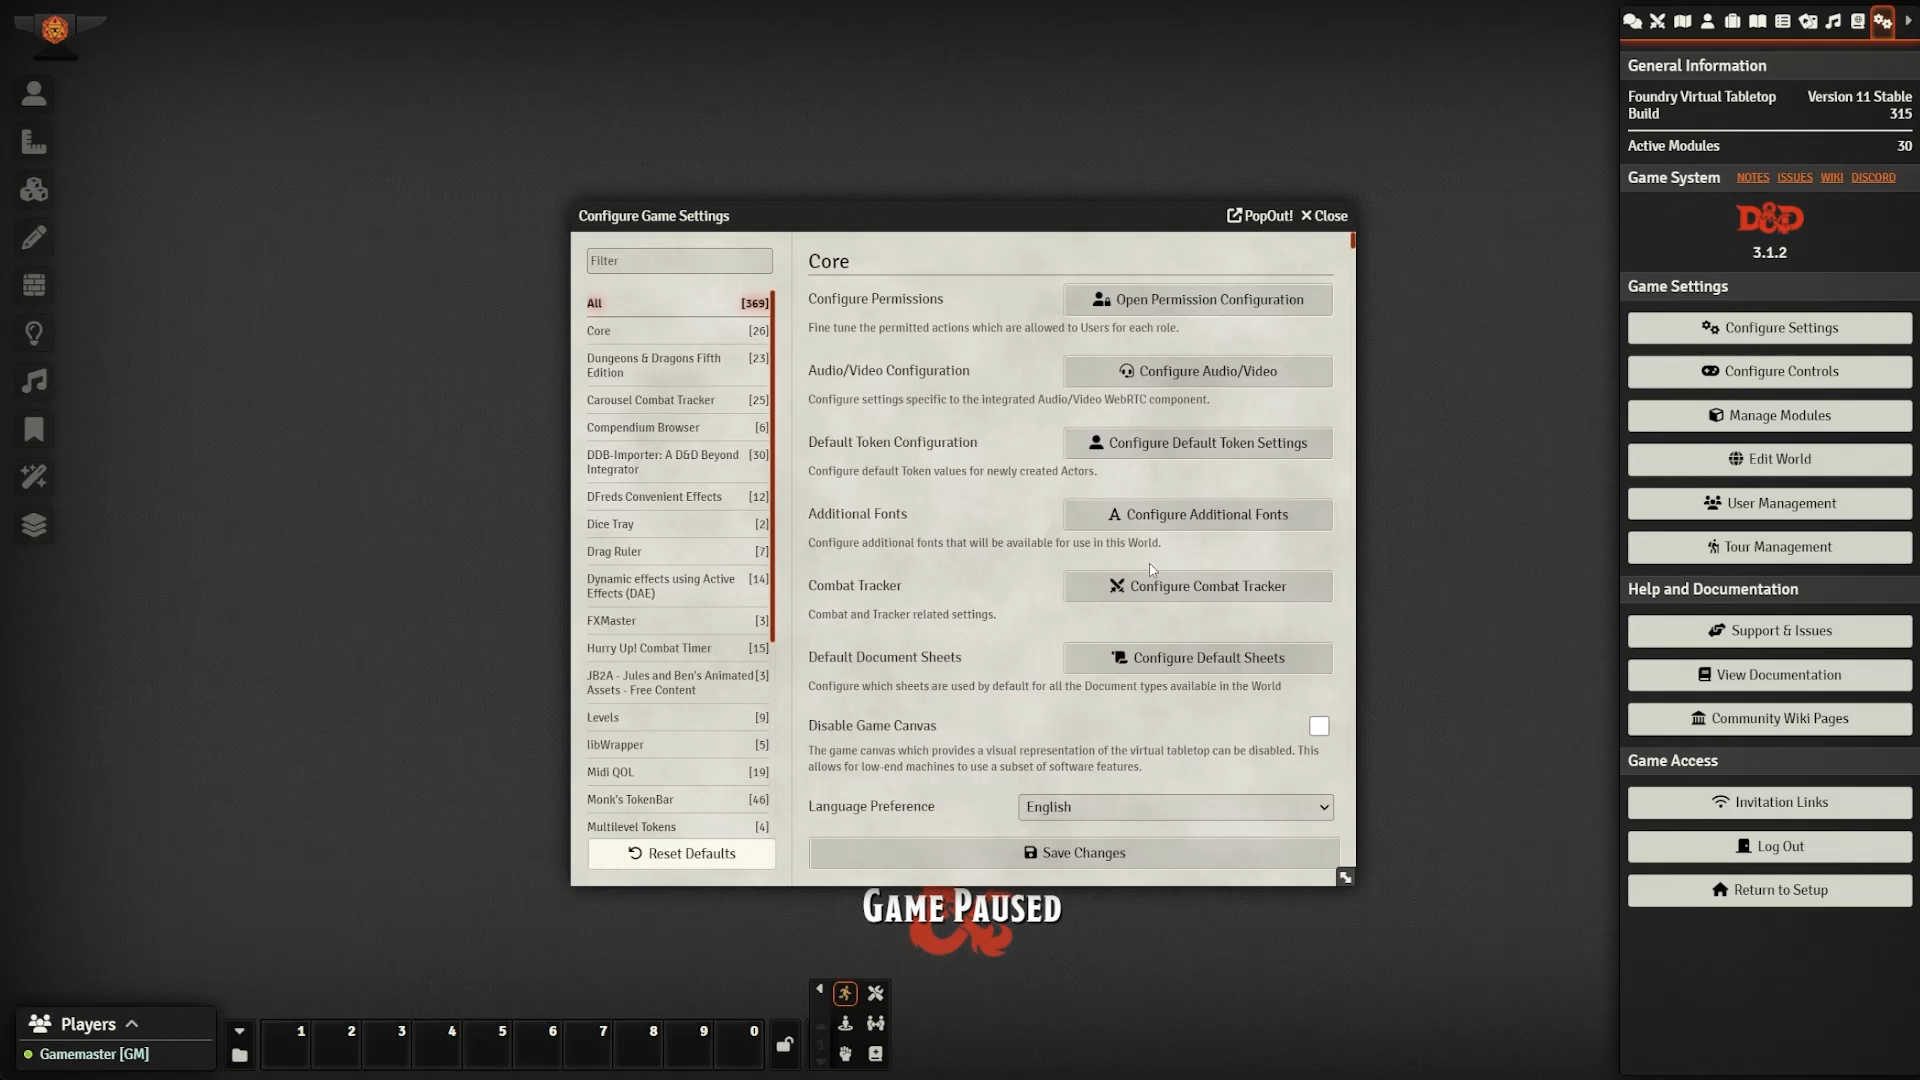 General Information
Foundry Virtual Tabletop Version 11 Stable
Build 315
Active Modules 30
Game System NOTES ISSUES WIKI DISCORD
D&D
3.1.2
Game Settings
Configure Settings
Configure Controls
Manage Modules
Edit World
User Management
Tour Management
Help and Documentation
Support & Issues
View Documentation
Community Wiki Pages
Game Access
Invitation Links
Log Out
Return to Setup
Configure Game Settings PopOut! Close
Filter
All [369]
Core [26]
Dungeons & Dragons Fifth [23]
Edition
Carousel Combat Tracker [25]
Compendium Browser [6]
DDB-Importer: A D&D Beyond [30]
Integrator
DFreds Convenient Effects [12]
Dice Tray [2]
Drag Ruler [7]
Dynamic effects using Active [14]
Effects (DAE)
FXMaster [3]
Hurry Up! Combat Timer [15]
JB2A - Jules and Ben's Animated [3]
Assets - Free Content
Levels [9]
libWrapper [5]
Midi QOL [19]
Monk's TokenBar [46]
Multilevel Tokens [4]
Reset Defaults
Core
Configure Permissions Open Permission Configuration
Fine tune the permitted actions which are allowed to Users for each role.
Audio/Video Configuration Configure Audio/Video
Configure settings specific to the integrated Audio/Video WebRTC component.
Default Token Configuration Configure Default Token Settings
Configure default Token values for newly created Actors.
Additional Fonts Configure Additional Fonts
Configure additional fonts that will be available for use in this World.
Combat Tracker Configure Combat Tracker
Combat and Tracker related settings.
Default Document Sheets Configure Default Sheets
Configure which sheets are used by default for all the Document types available in the World
Disable Game Canvas
The game canvas which provides a visual representation of the virtual tabletop can be disabled. This
allows for low-end machines to use a subset of software features.
Language Preference English
Save Changes
GAME PAUSED
Players
Gamemaster [GM]
1 2 3 4 5 6 7 8 9 0